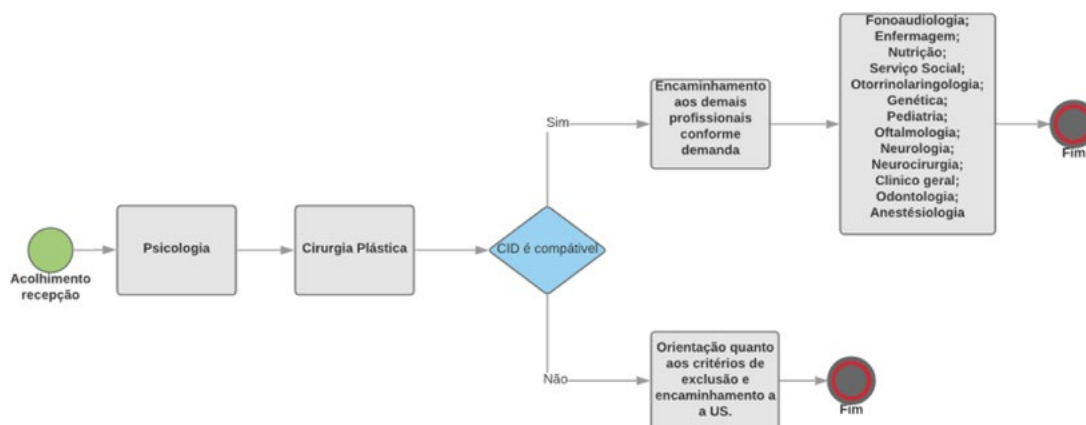 Acolhimento
recepção
Psicologia
Cirurgia Plástica
CID é compátivel
Sim
Encaminhamento
aos demais
profissionais
conforme
demanda
Fonoaudiologia;
Enfermagem;
Nutrição;
Serviço Social;
Otorrinolaringologia;
Genética;
Pediatria;
Oftalmologia;
Neurologia;
Neurocirurgia;
Clinico geral;
Odontologia;
Anestésiologia
Fim
Não
Orientação quanto
aos critérios de
exclusão e
encaminhamento a
a US.
Fim